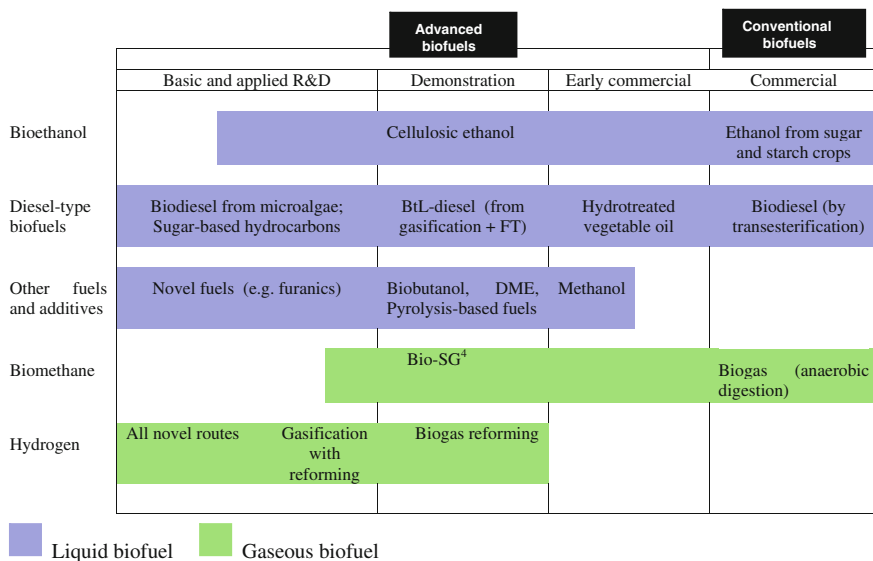 Advanced
biofuels
Conventional
biofuels
Basic and applied R&D
Demonstration
Early commercial
Commercial
Bioethanol
Cellulosic ethanol
Ethanol from sugar
and starch crops
Diesel-type
biofuels
Biodiesel from microalgae;
Sugar-based hydrocarbons
BtL-diesel (from
gasification + FT)
Hydrotreated
vegetable oil
Biodiesel (by
transesterification)
Other fuels
and additives
Novel fuels (e.g. furanics)
Biobutanol, DME,
Pyrolysis-based fuels
Methanol
Biomethane
Bio-SG⁴
Biogas (anaerobic
digestion)
Hydrogen
All novel routes
Gasification
with
reforming
Biogas reforming
Liquid biofuel
Gaseous biofuel